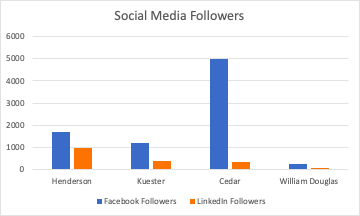 Social Media Followers
6000
5000
4000
3000
2000
1000
0
Henderson Kuester Cedar William Douglas
Facebook Followers LinkedIn Followers